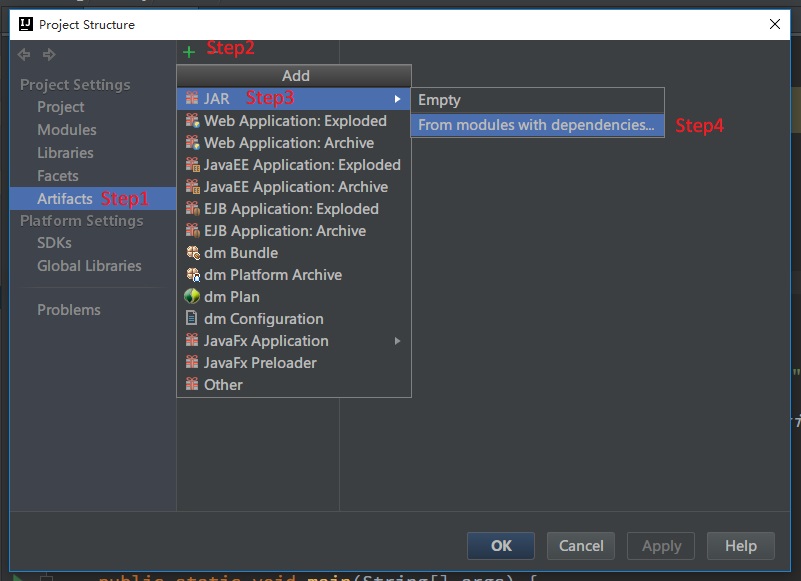 Project Structure
Step2
Project Settings
Project
Modules
Libraries
Facets
Artifacts Step1
Platform Settings
SDKs
Global Libraries
Problems
Add
JAR Step3
Web Application: Exploded
Web Application: Archive
JavaEE Application: Exploded
JavaEE Application: Archive
EJB Application: Exploded
EJB Application: Archive
dm Bundle
dm Platform Archive
dm Plan
dm Configuration
JavaFx Application
JavaFx Preloader
Other
Empty
From modules with dependencies... Step4
OK Cancel Apply Help
public static void main(String[] args) {